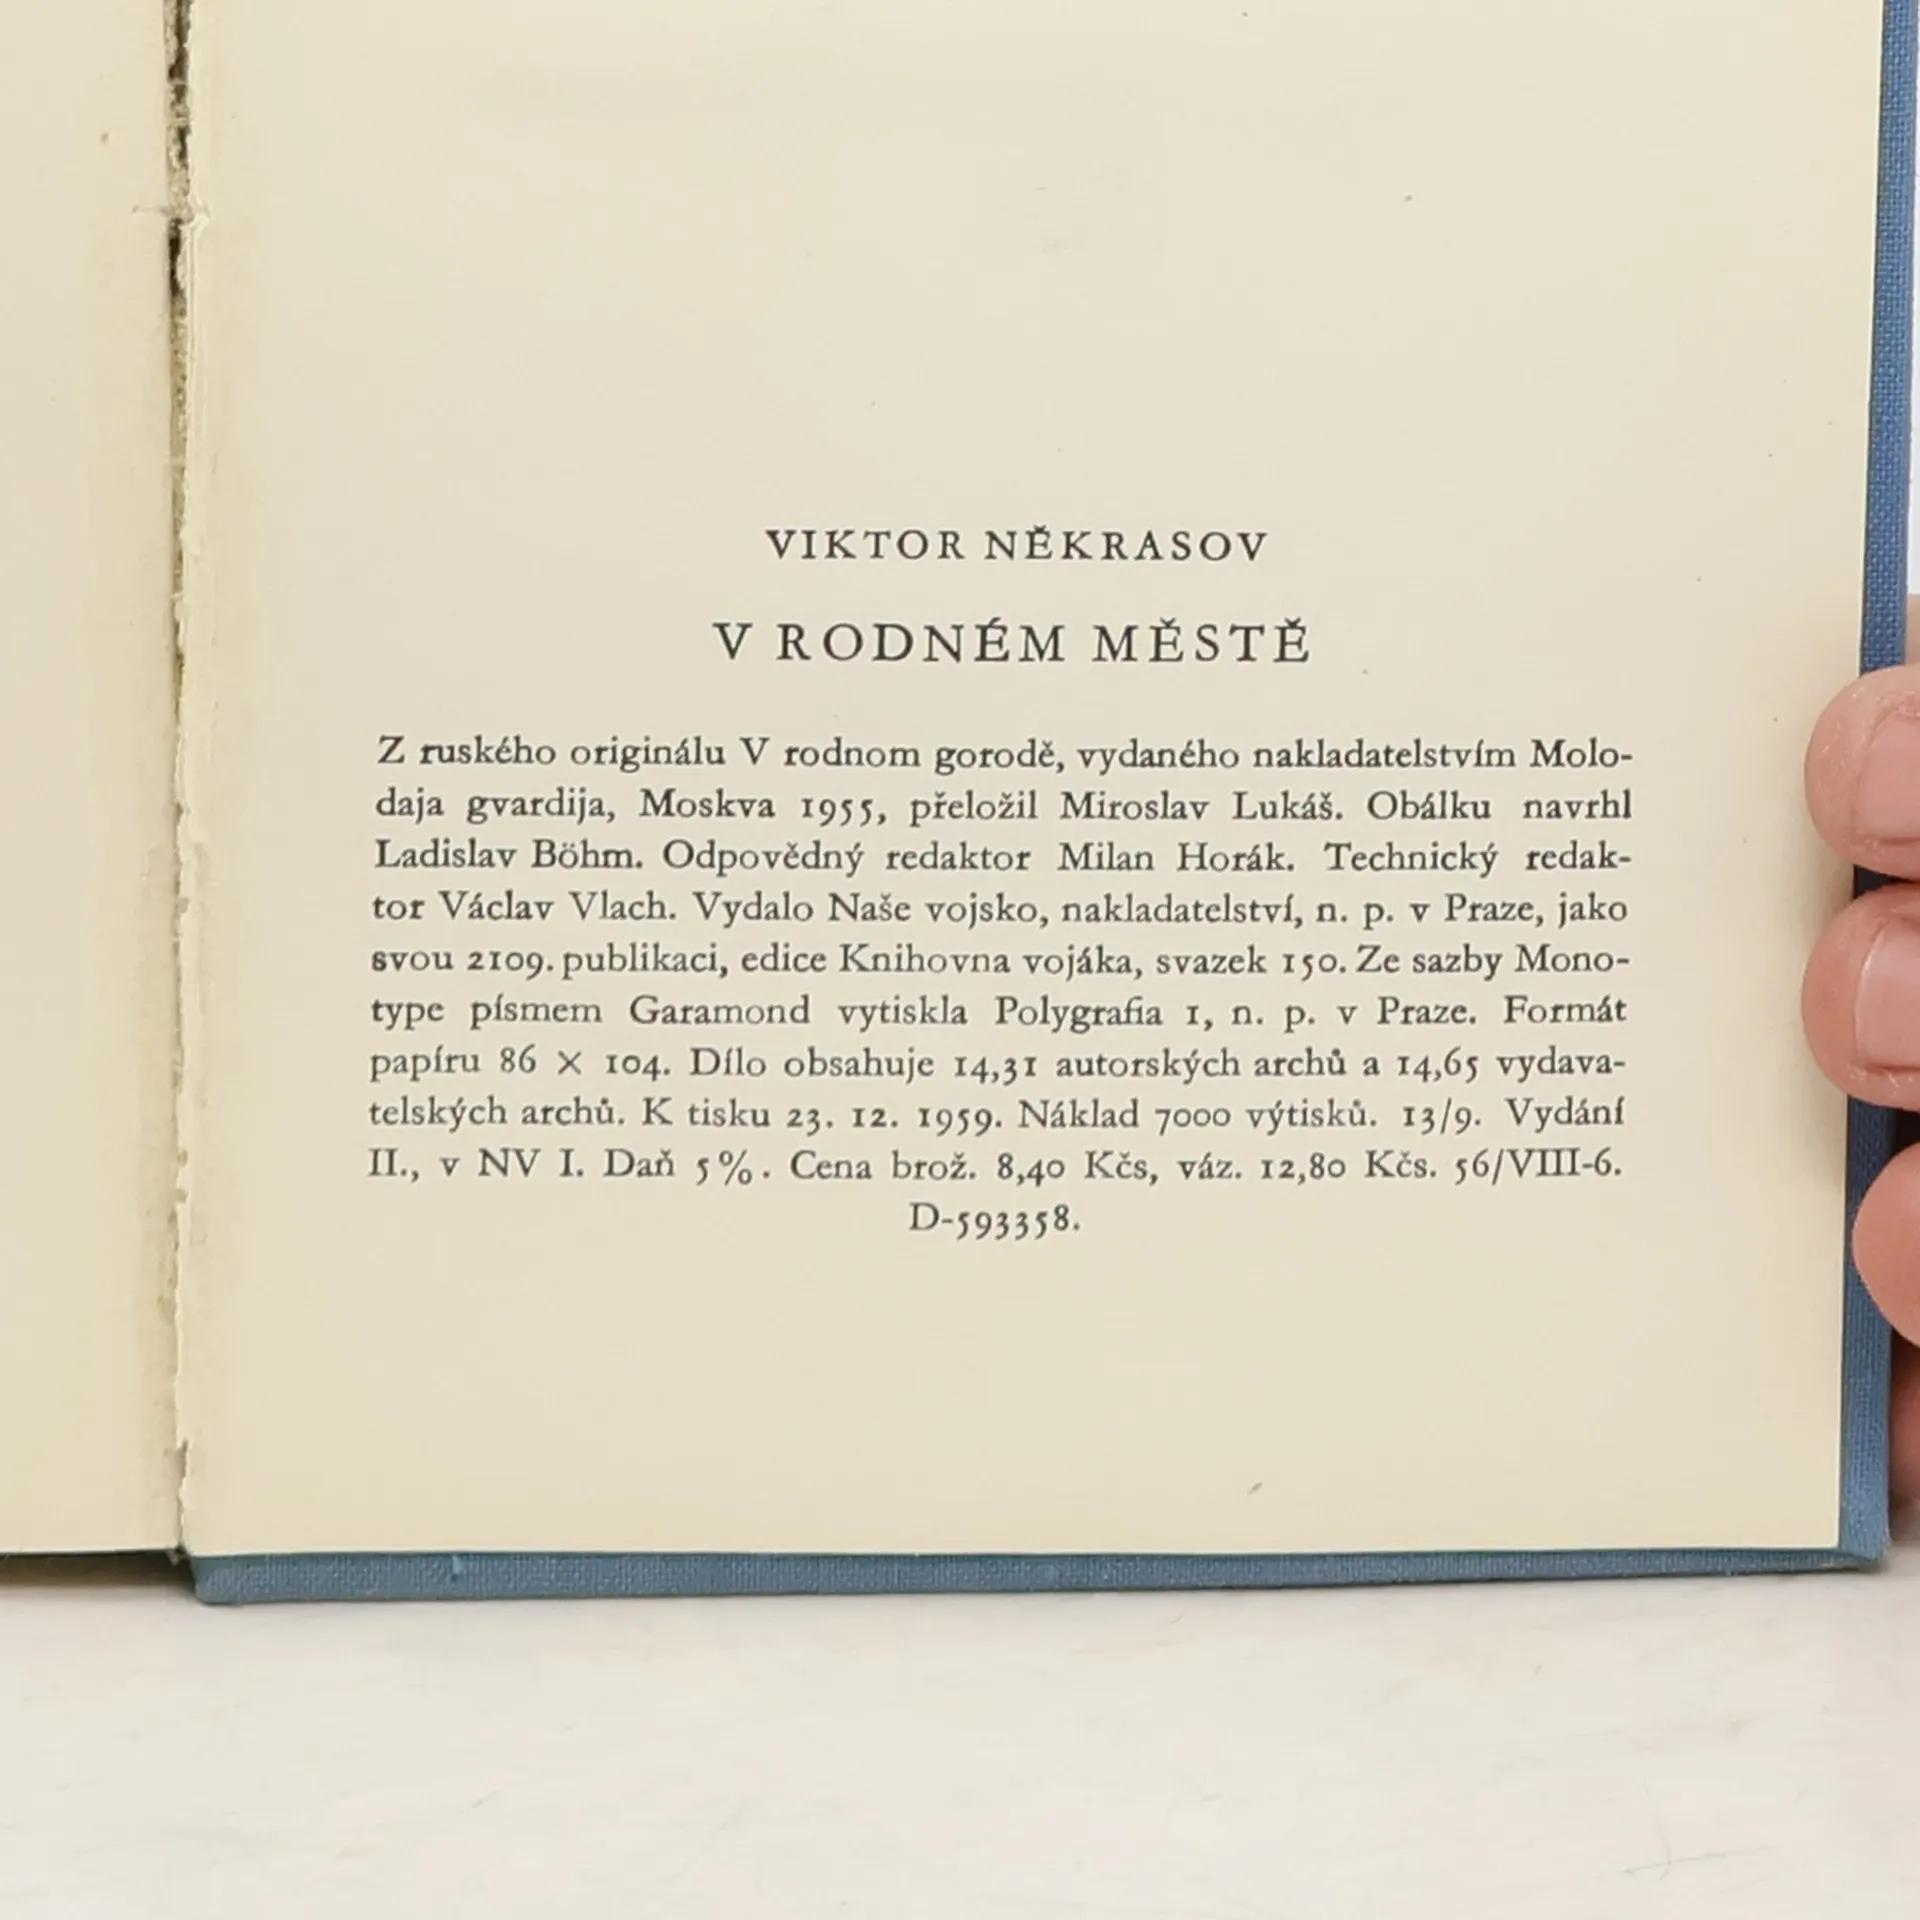 VIKTOR NĚKRASOV
V RODNÉM MĚSTĚ
Z ruského originálu V rodnom gorodě, vydaného nakladatelstvím Molo-
daja gvardija, Moskva 1955, přeložil Miroslav Lukáš. Obálku navrhl
Ladislav Böhm. Odpovědný redaktor Milan Horák. Technický redak-
tor Václav Vlach. Vydalo Naše vojsko, nakladatelství, n. p. v Praze, jako
svou 2109. publikaci, edice Knihovna vojáka, svazek 150. Ze sazby Mono-
type písmem Garamond vytiskla Polygrafia 1, n. p. v Praze. Formát
papíru 86 × 104. Dílo obsahuje 14,31 autorských archů a 14,65 vydava-
telských archů. K tisku 23. 12. 1959. Náklad 7000 výtisků. 13/9. Vydání
II., v NV I. Daň 5%. Cena brož. 8,40 Kčs, váz. 12,80 Kčs. 56/VIII-6.
D-593358.